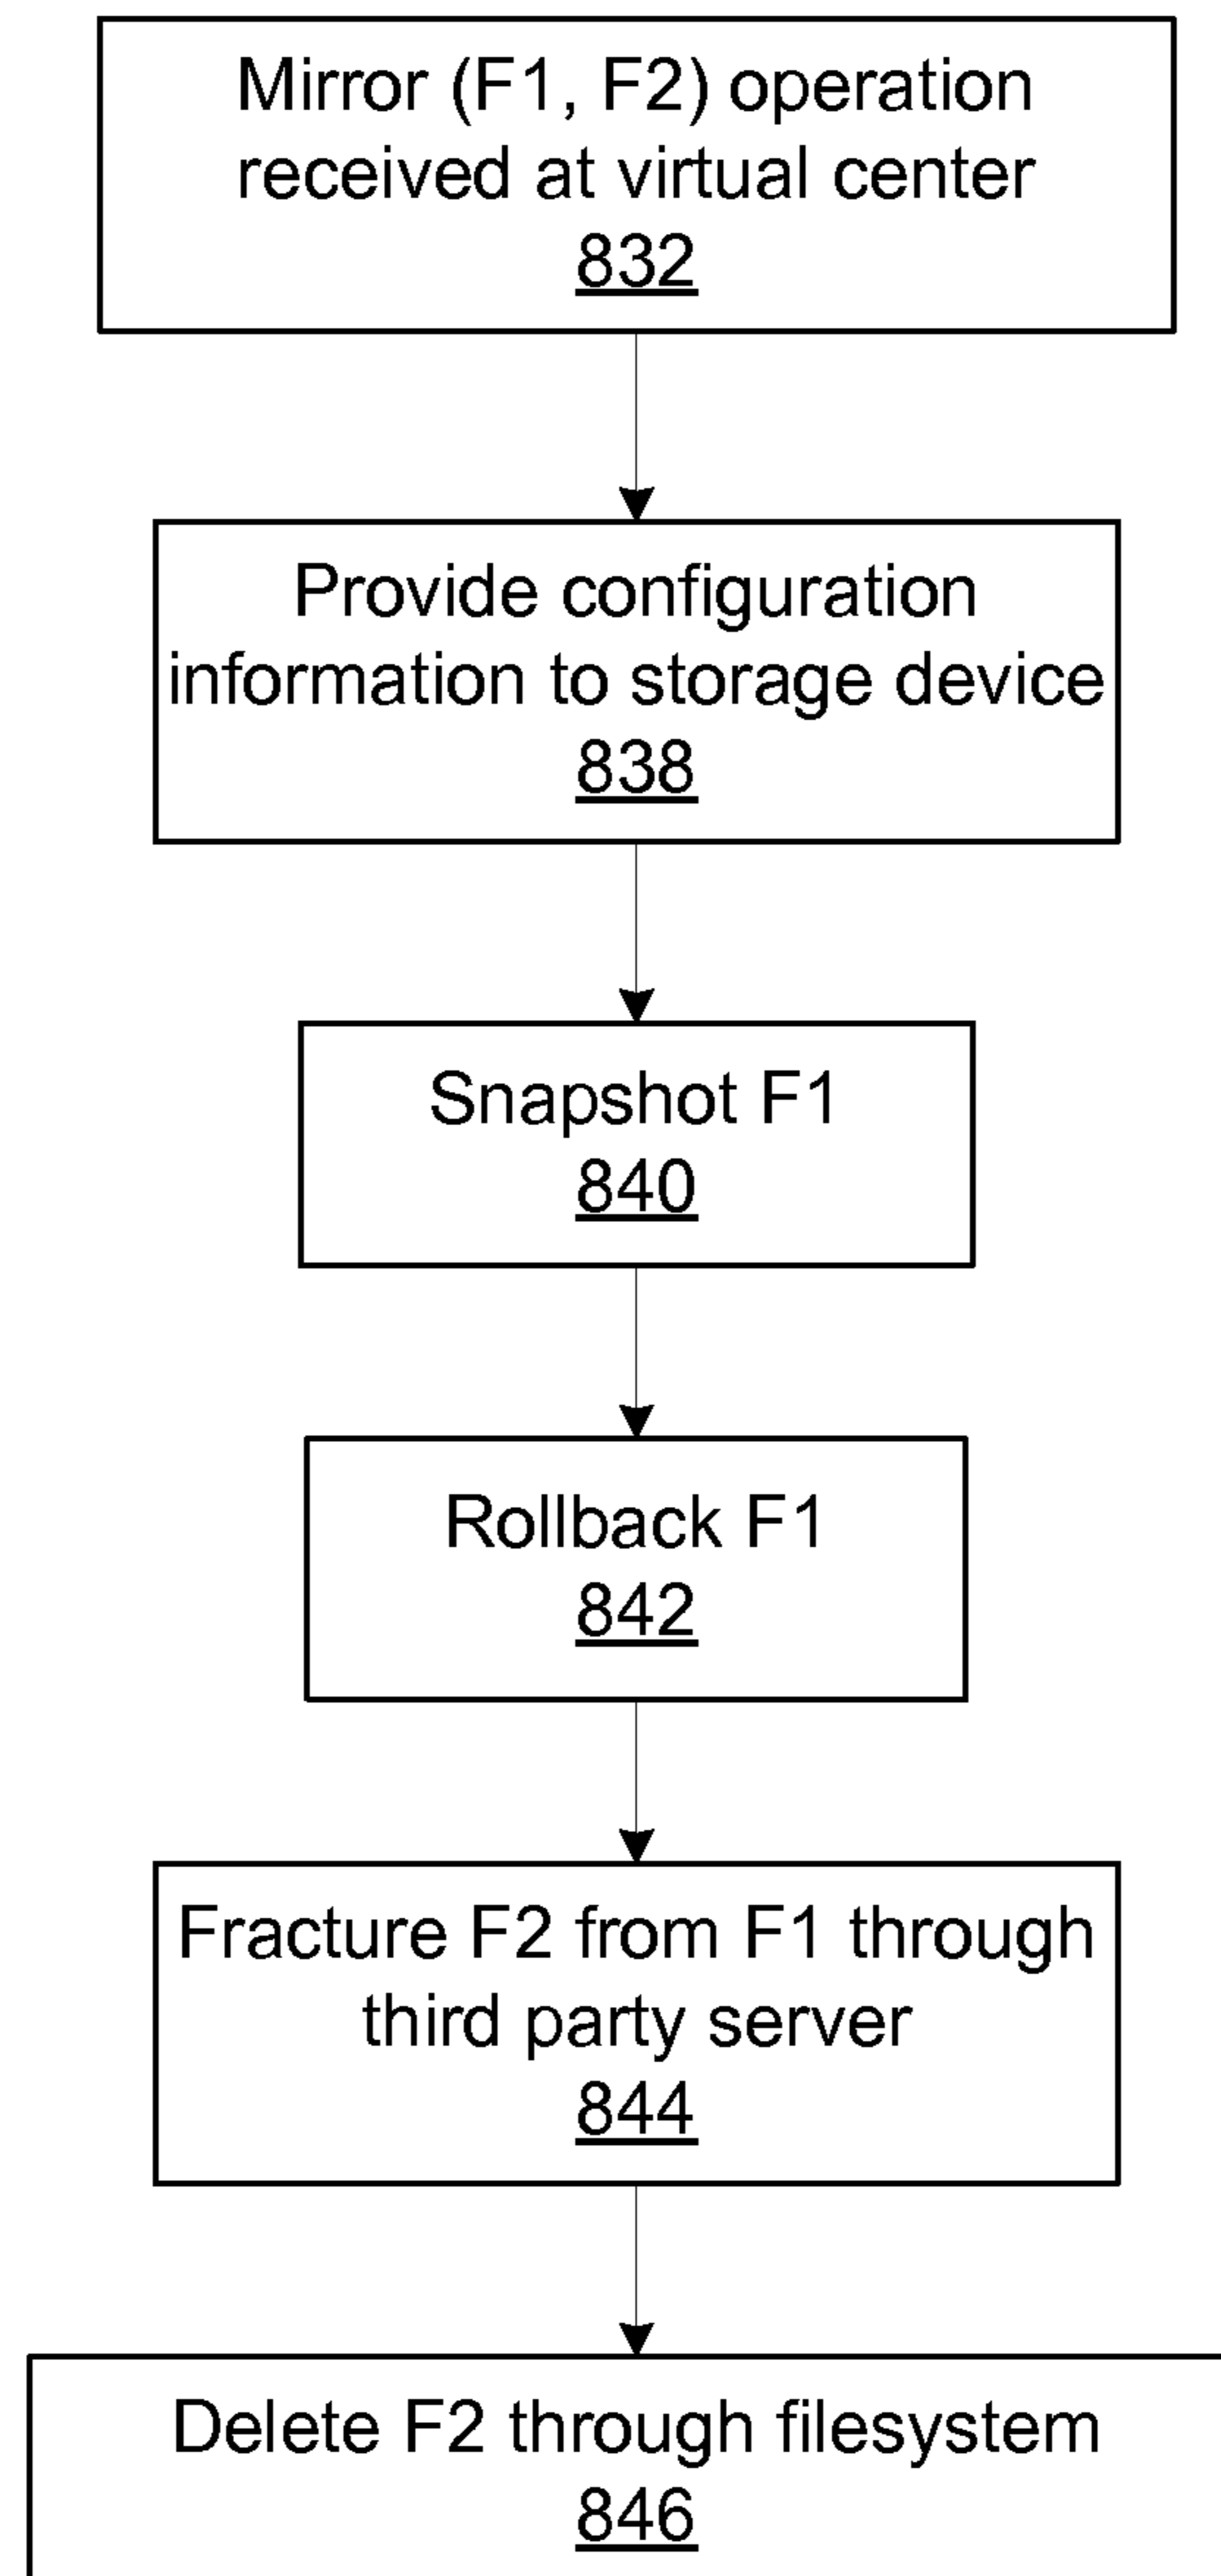 Mirror (F1, F2) operation
received at virtual center
832
Provide configuration
information to storage device
838
Snapshot F1
840
Rollback F1
842
Fracture F2 from F1 through
third party server
844
Delete F2 through filesystem
846